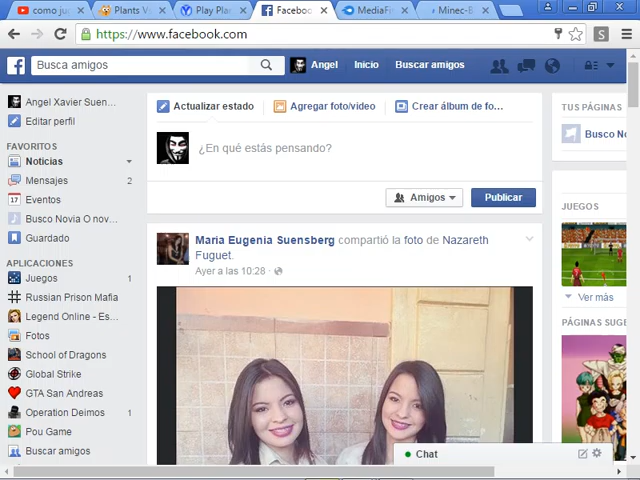 como ju
Plants Vs
Play Plan
Facebo
MediaFi
Minec-B
https://www.facebook.com
Busca amigos
Angel
Inicio
Buscar amigos
Angel Xavier Suen...
Editar perfil
FAVORITOS
Noticias
Mensajes 2
Eventos
Busco Novia O nov...
Guardado
APLICACIONES
Juegos 1
Russian Prison Mafia
Legend Online - Es...
Fotos
School of Dragons
Global Strike
GTA San Andreas
Operation Deimos 1
Pou Game
Buscar amigos
Actualizar estado
Agregar foto/video
Crear álbum de fo...
¿En qué estás pensando?
Amigos
Publicar
Maria Eugenia Suensberg compartió la foto de Nazareth
Fuguet.
Ayer a las 10:28
TUS PÁGINAS
Busco No
JUEGOS
Ver más
PÁGINAS SUGE
Chat